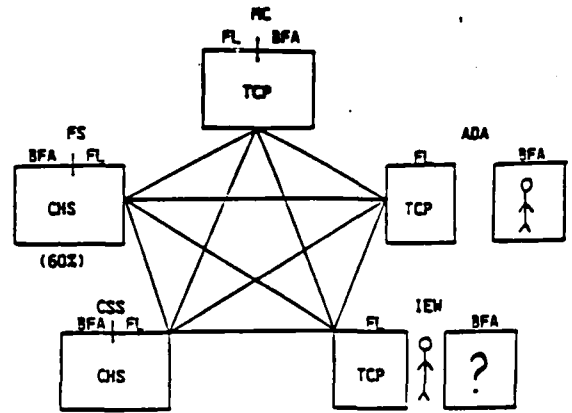 MC
FL BFA
TCP
FS
BFA FL
CHS
(60%)
ADA
FL
TCP
BFA
CSS
BFA FL
CHS
IEW
FL
TCP
BFA
?